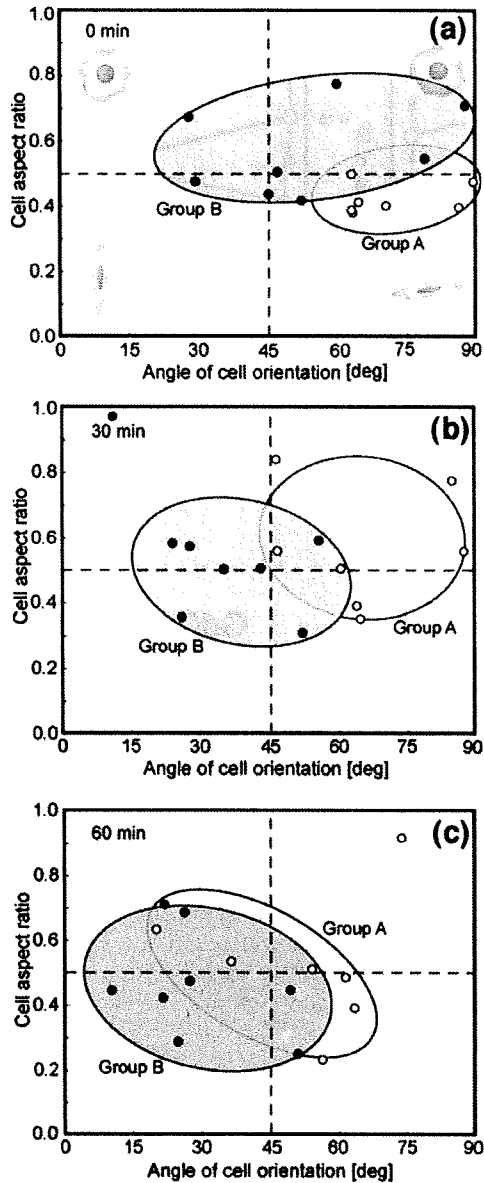 (a)
0 min
1.0
0.8
0.6
0.4
0.2
0.0
Cell aspect ratio
Group B
Group A
0 15 30 45 60 75 90
Angle of cell orientation [deg]
(b)
30 min
1.0
0.8
0.6
0.4
0.2
0.0
Cell aspect ratio
Group B
Group A
0 15 30 45 60 75 90
Angle of cell orientation [deg]
(c)
60 min
1.0
0.8
0.6
0.4
0.2
0.0
Cell aspect ratio
Group A
Group B
0 15 30 45 60 75 90
Angle of cell orientation [deg]